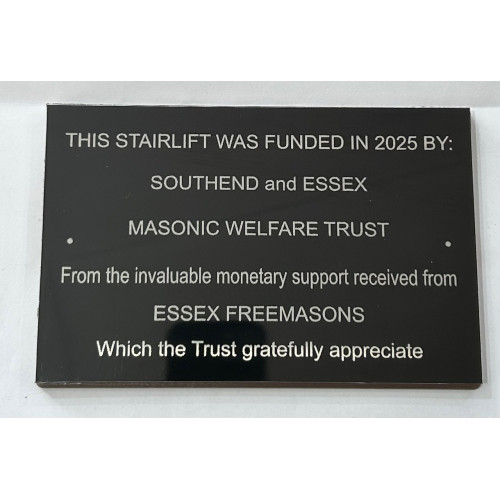 THIS STAIRLIFT WAS FUNDED IN 2025 BY:
SOUTHEND and ESSEX
MASONIC WELFARE TRUST
From the invaluable monetary support received from
ESSEX FREEMASONS
Which the Trust gratefully appreciate